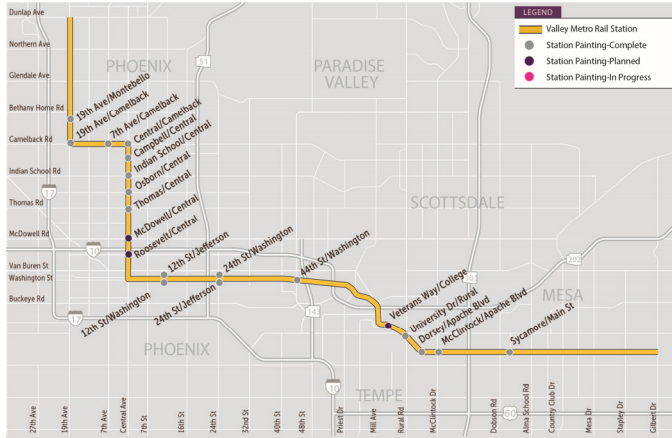 LEGEND
Valley Metro Rail Station
Station Painting-Complete
Station Painting-Planned
Station Painting-In Progress
Dunlap Ave
Northern Ave
Glendale Ave
Bethany Home Rd
Camelback Rd
Indian School Rd
Thomas Rd
McDowell Rd
Van Buren St
Washington St
Buckeye Rd
PHOENIX
PARADISE
VALLEY
SCOTTSDALE
MESA
PHOENIX
TEMPE
51
17
10
202
101
143
17
10
60
19th Ave/Montebello
19th Ave/Camelback
7th Ave/Camelback
Central/Camelback
Campbell/Central
Indian School/Central
Osborn/Central
Thomas/Central
McDowell/Central
Roosevelt/Central
12th St/Jefferson
24th St/Washington
44th St/Washington
12th St/Washington
24th St/Jefferson
Veterans Way/College
University Dr/Rural
Dorsey/Apache Blvd
McClintock/Apache Blvd
Sycamore/Main St
27th Ave
19th Ave
7th Ave
Central Ave
7th St
16th St
24th St
32nd St
40th St
48th St
Priest Dr
Mill Ave
Rural Rd
McClintock Dr
Dobson Rd
Alma School Rd
Country Club Dr
Mesa Dr
Stapley Dr
Gilbert Dr